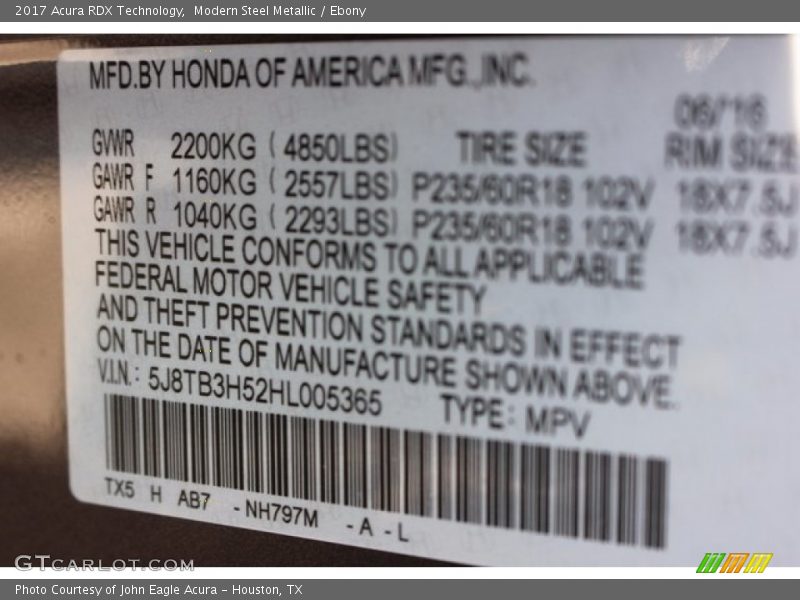 2017 Acura RDX Technology,  Modern Steel Metallic / Ebony
MFD.BY HONDA OF AMERICA MFG.,INC.
06/'16
GVWR 2200KG ( 4850LBS) TIRE SIZE RIM SIZE
GAWR F 1160KG ( 2557LBS) P235/60R18 102V 18X7.5J
GAWR R 1040KG ( 2293LBS) P235/60R18 102V 18X7.5J
THIS VEHICLE CONFORMS TO ALL APPLICABLE
FEDERAL MOTOR VEHICLE SAFETY
AND THEFT PREVENTION STANDARDS IN EFFECT
ON THE DATE OF MANUFACTURE SHOWN ABOVE.
V.I.N.: 5J8TB3H52HL005365 TYPE: MPV
TX5 H AB7 - NH797M - A - L
GTCARLOT.COM
Photo Courtesy of John Eagle Acura - Houston, TX